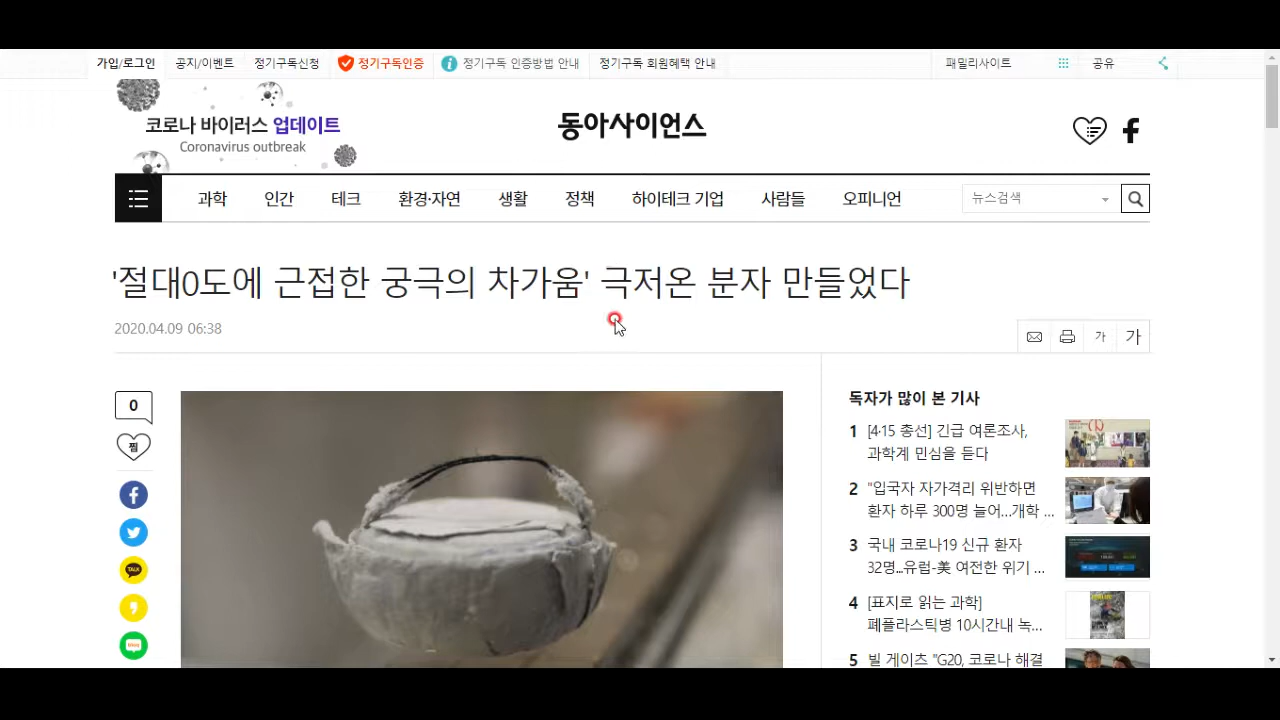 가입/로그인 공지/이벤트 정기구독신청 정기구독인증 정기구독 인증방법 안내 정기구독 회원혜택 안내 패밀리사이트 공유
코로나 바이러스 업데이트
Coronavirus outbreak
동아사이언스
과학 인간 테크 환경·자연 생활 정책 하이테크 기업 사람들 오피니언 뉴스검색
'절대0도에 근접한 궁극의 차가움' 극저온 분자 만들었다
2020.04.09 06:38
가 가
0
찜
TALK
독자가 많이 본 기사
1 [4·15 총선] 긴급 여론조사,
과학계 민심을 듣다
2 "입국자 자가격리 위반하면
환자 하루 300명 늘어...개학 ...
3 국내 코로나19 신규 환자
32명...유럽-美 여전한 위기 ...
4 [표지로 읽는 과학]
폐플라스틱병 10시간내 녹...
5 빌 게이츠 "G20, 코로나 해결